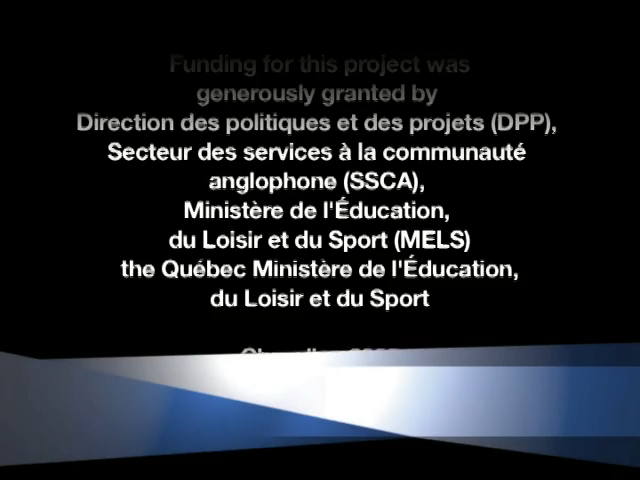 Funding for this project was
generously granted by
Direction des politiques et des projets (DPP),
Secteur des services à la communauté
anglophone (SSCA),
Ministère de l'Éducation,
du Loisir et du Sport (MELS)
the Québec Ministère de l'Éducation,
du Loisir et du Sport